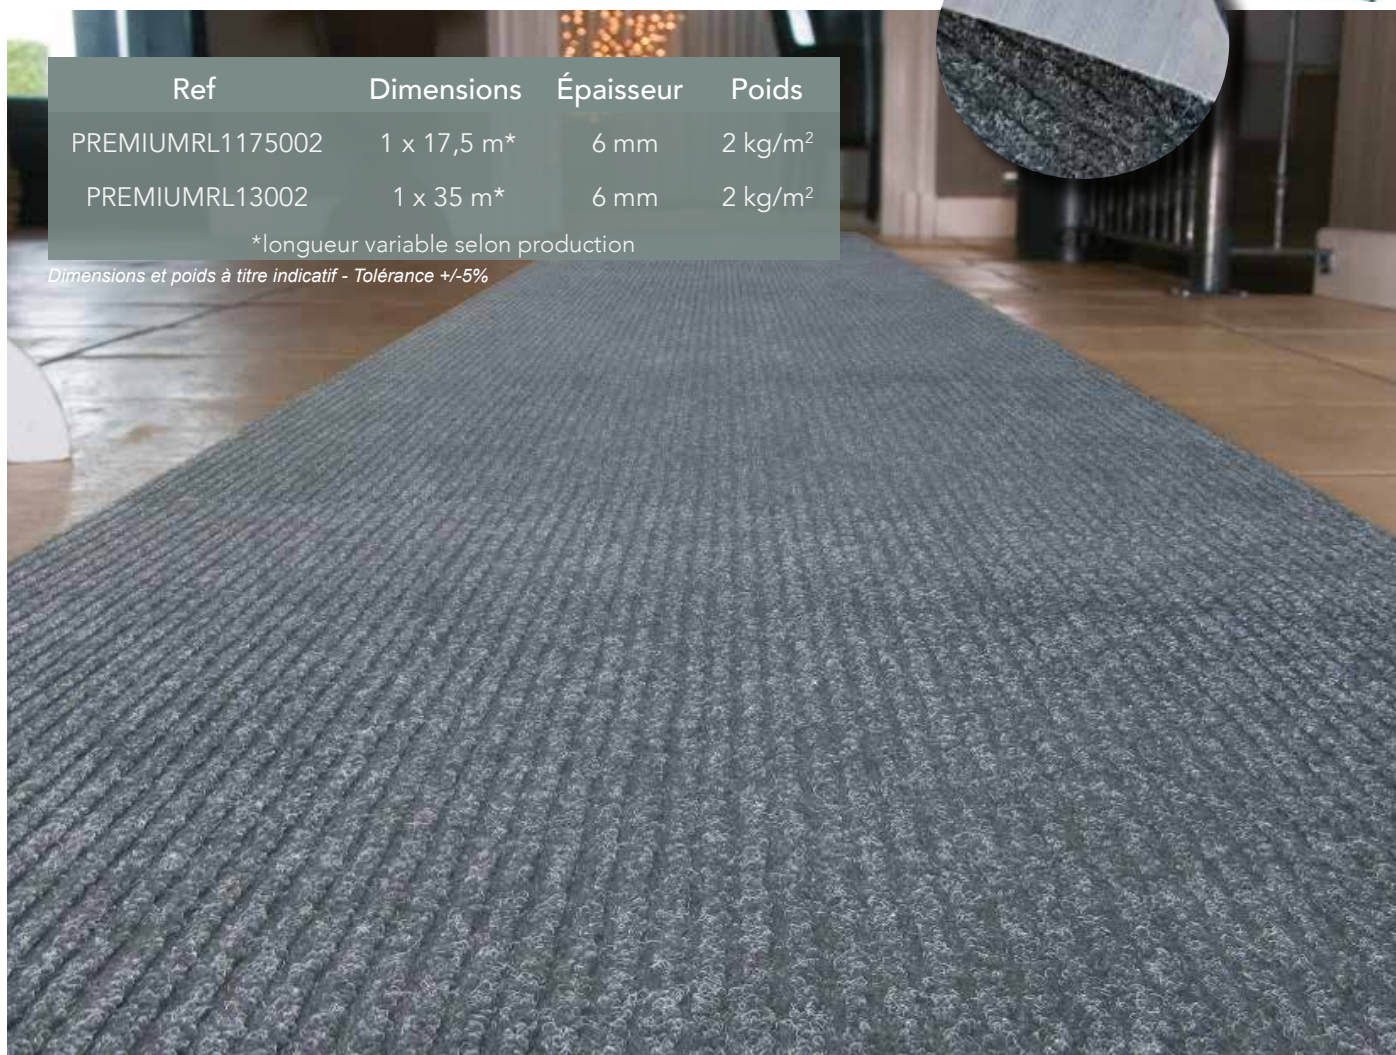 Ref Dimensions Épaisseur Poids
PREMIUMRL1175002 1 x 17,5 m* 6 mm 2 kg/m²
PREMIUMRL13002 1 x 35 m* 6 mm 2 kg/m²
*longueur variable selon production
Dimensions et poids à titre indicatif - Tolérance +/-5%